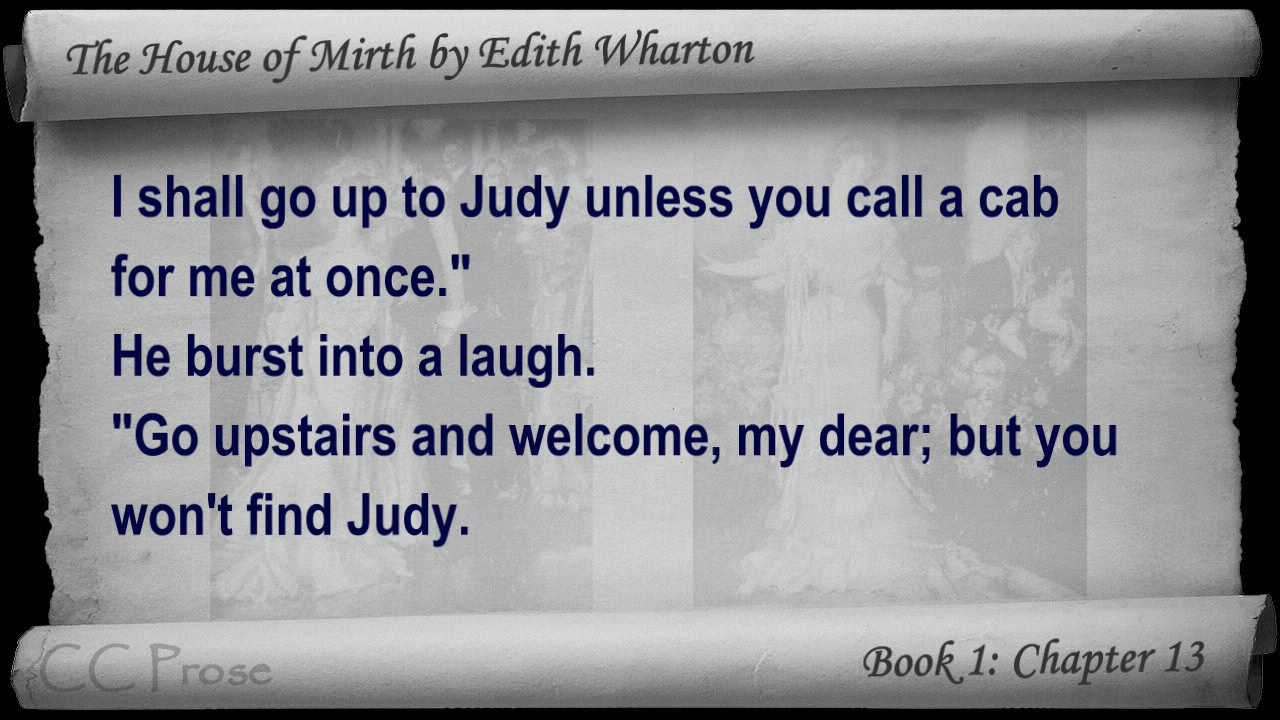 The House of Mirth by Edith Wharton
I shall go up to Judy unless you call a cab
for me at once."
He burst into a laugh.
"Go upstairs and welcome, my dear; but you
won't find Judy.
CC Prose
Book 1: Chapter 13